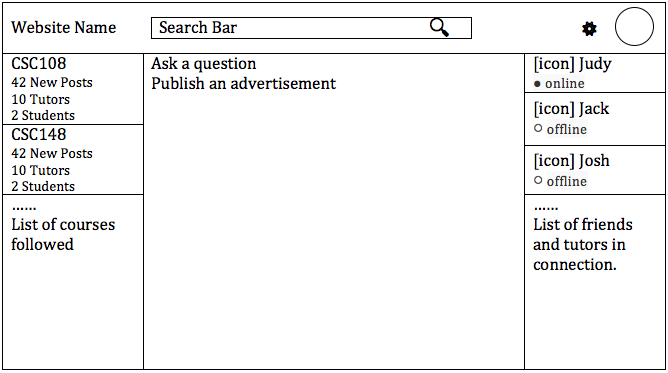 Website Name
Search Bar
CSC108
42 New Posts
10 Tutors
2 Students
CSC148
42 New Posts
10 Tutors
2 Students
......
List of courses
followed
Ask a question
Publish an advertisement
[icon] Judy
online
[icon] Jack
offline
[icon] Josh
offline
......
List of friends
and tutors in
connection.